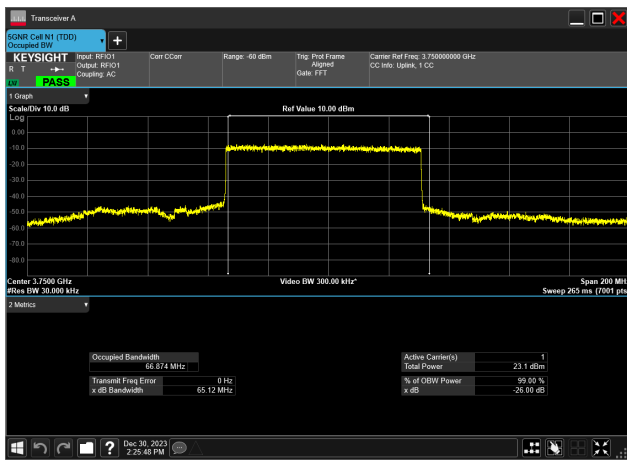 Transceiver A
5GNR Cell N1 (TDD)
Occupied BW
KEYSIGHT
R T
LV PASS
Input: RFIO1
Output: RFIO1
Coupling: AC
Corr CCorr
Range: -60 dBm
Trig: Prot Frame
Aligned
Gate: FFT
Carrier Ref Freq: 3.750000000 GHz
CC Info: Uplink, 1 CC
1 Graph
Scale/Div 10.0 dB
Ref Value 10.00 dBm
Log
0.00
-10.0
-20.0
-30.0
-40.0
-50.0
-60.0
-70.0
-80.0
Center 3.7500 GHz
#Res BW 30.000 kHz
Video BW 300.00 kHz*
Span 200 MH
Sweep 265 ms (7001 pts
2 Metrics
Occupied Bandwidth
66.874 MHz
Transmit Freq Error 0 Hz
x dB Bandwidth 65.12 MHz
Active Carrier(s) 1
Total Power 23.1 dBm
% of OBW Power 99.00 %
x dB -26.00 dB
Dec 30, 2023
2:25:48 PM